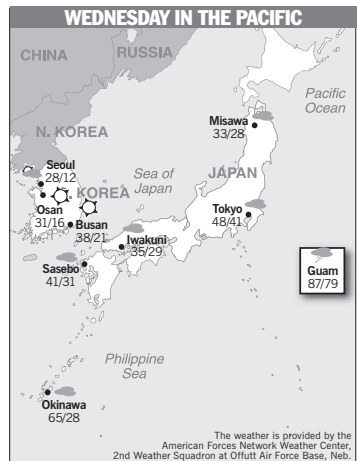 WEDNESDAY IN THE PACIFIC
CHINA
RUSSIA
Pacific
Ocean
N. KOREA
Misawa
33/28
Seoul
28/12
Sea of
Japan
JAPAN
S. KOREA
Osan
31/16
Busan
38/21
Tokyo
48/41
Iwakuni
35/29
Sasebo
41/31
Guam
87/79
Philippine
Sea
Okinawa
65/28
The weather is provided by the
American Forces Network Weather Center,
2nd Weather Squadron at Offutt Air Force Base, Neb.